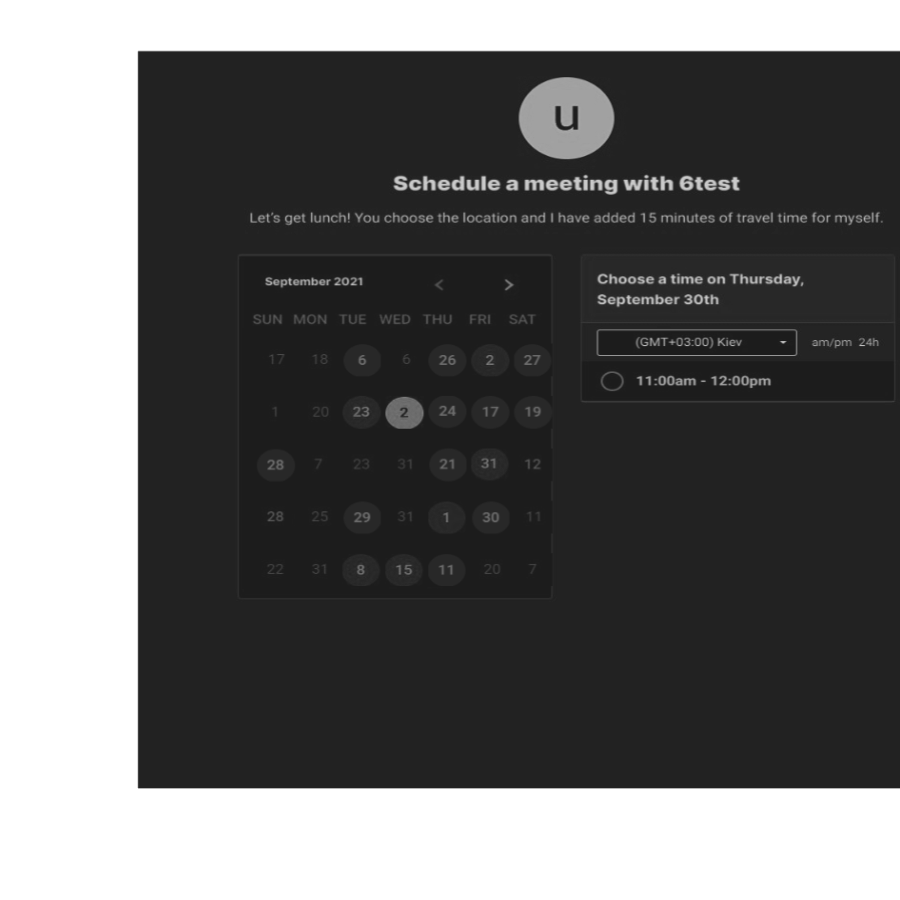 u
Schedule a meeting with 6test
Let's get lunch! You choose the location and I have added 15 minutes of travel time for myself.
September 2021 < >
SUN MON TUE WED THU FRI SAT
17 18 6 6 26 2 27
1 20 23 2 24 17 19
28 7 23 31 21 31 12
28 25 29 31 1 30 11
22 31 8 15 11 20 7
Choose a time on Thursday,
September 30th
(GMT+03:00) Kiev am/pm 24h
11:00am - 12:00pm